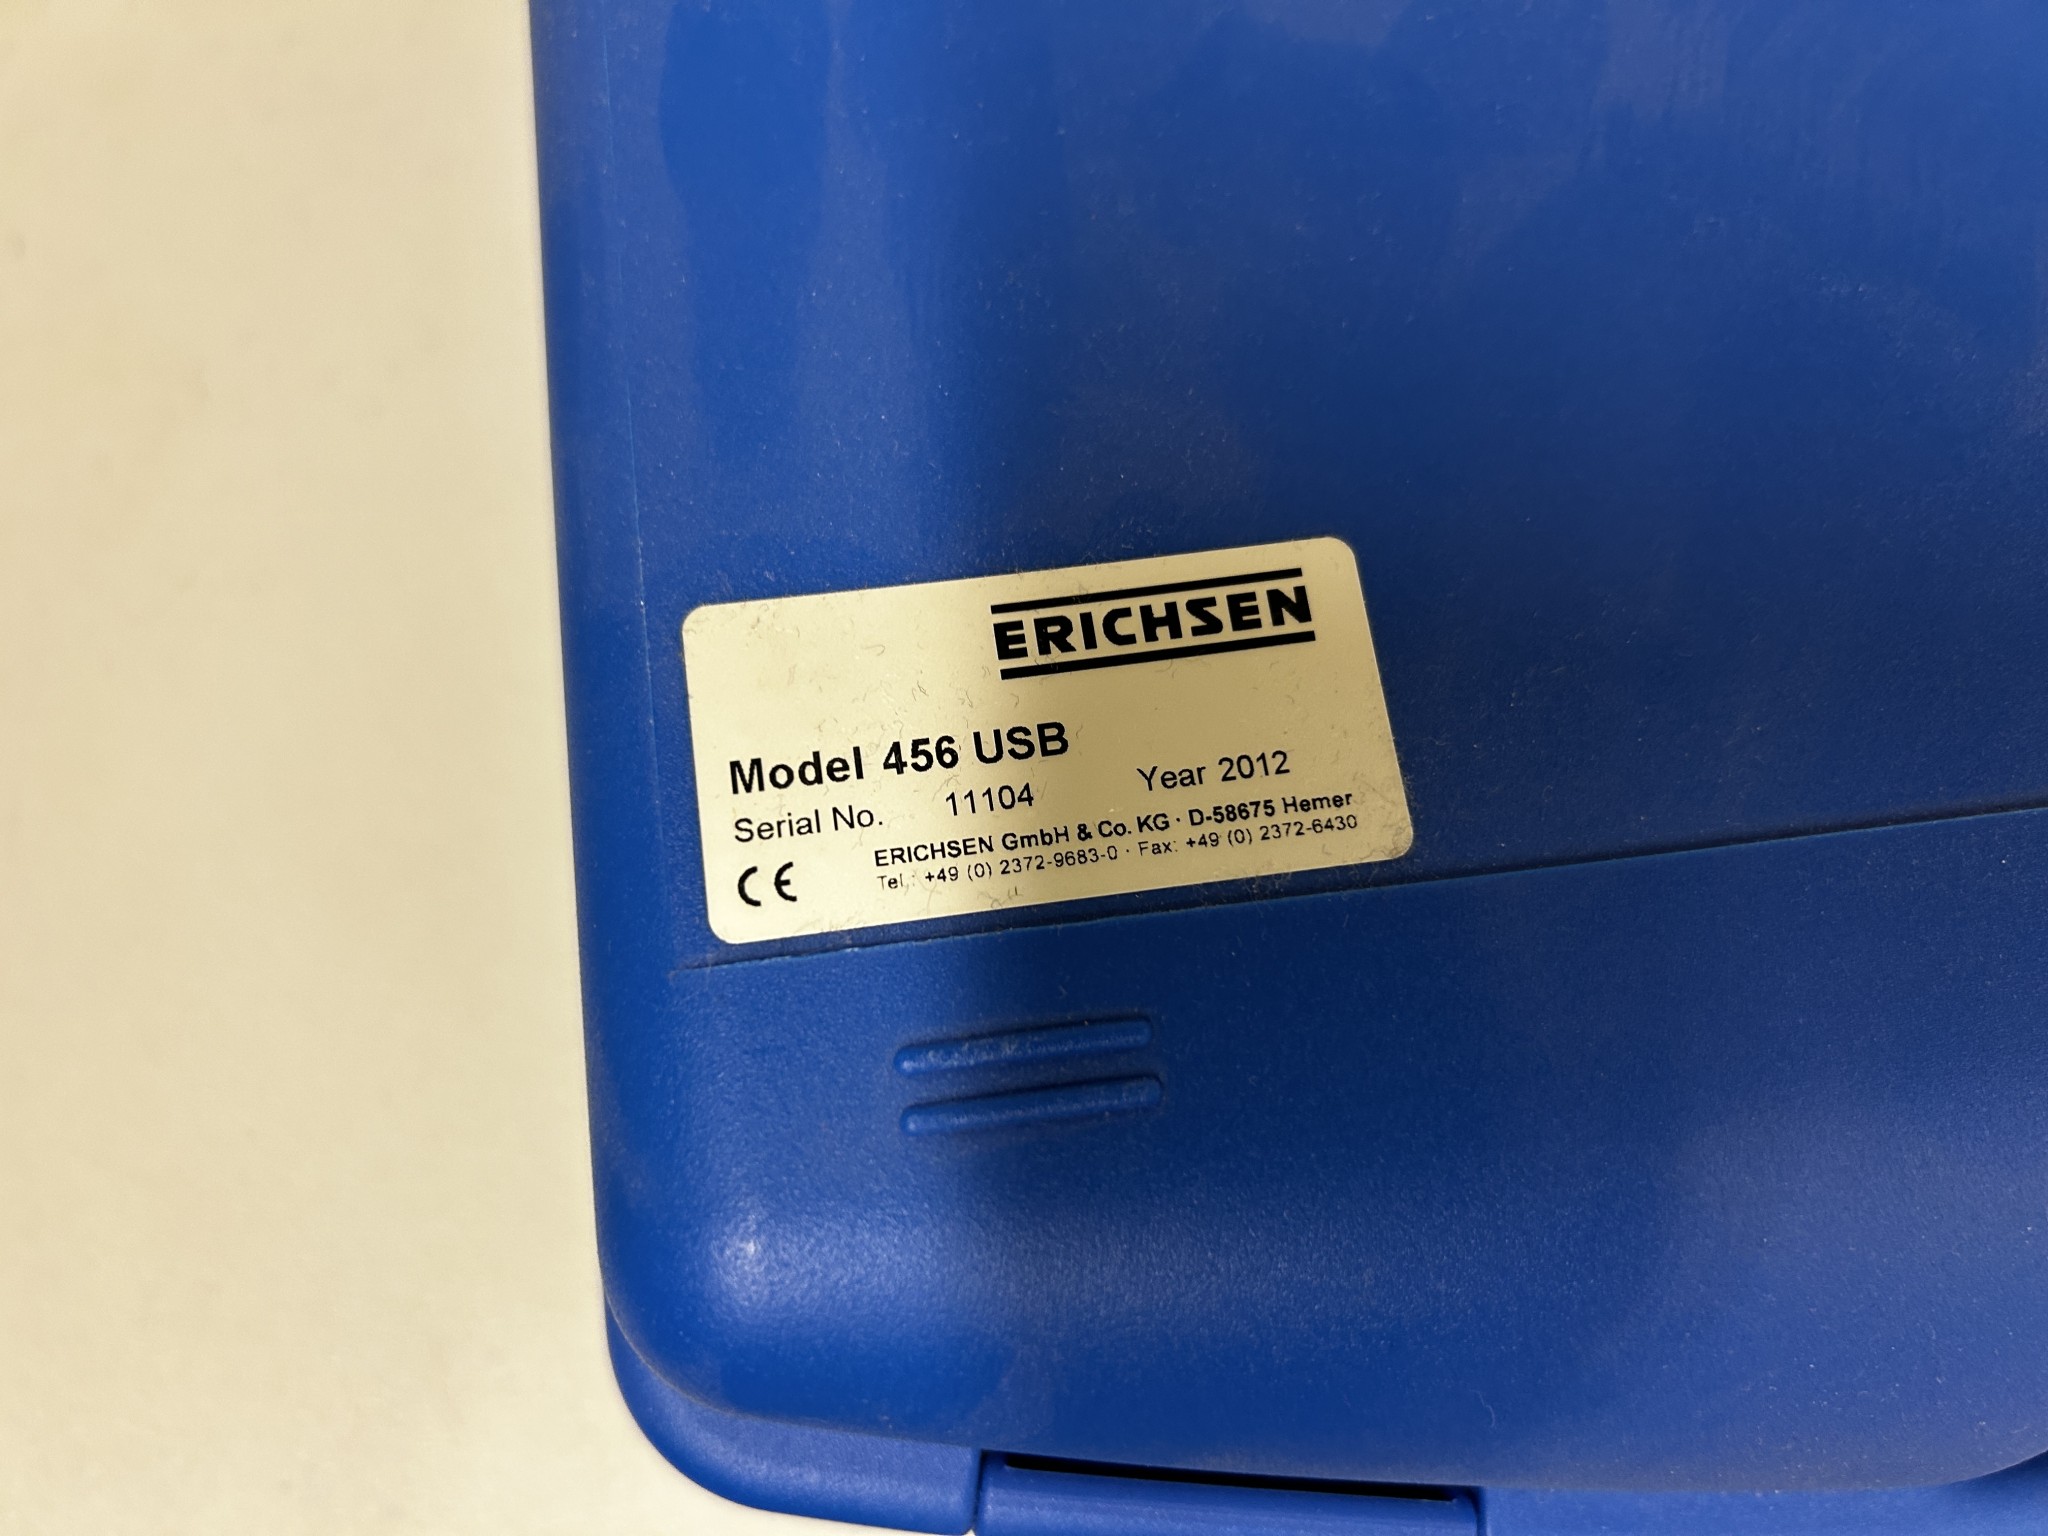 ERICHSEN
Model 456 USB
Serial No. 11104 Year 2012
CE ERICHSEN GmbH & Co. KG · D-58675 Hemer
Tel.: +49 (0) 2372-9683-0 · Fax: +49 (0) 2372-6430